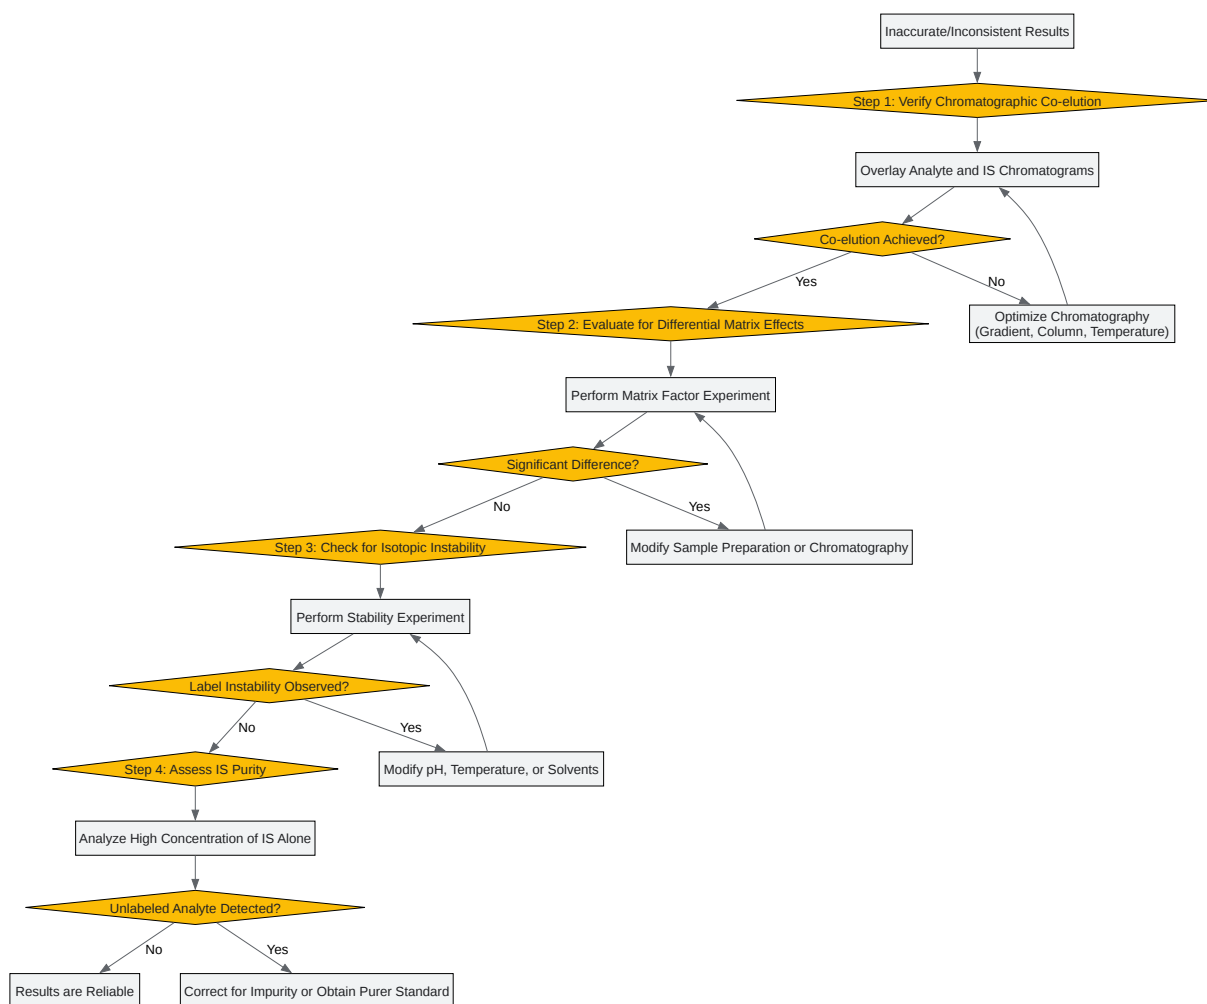 Inaccurate/Inconsistent Results
Step 1: Verify Chromatographic Co-elution
Overlay Analyte and IS Chromatograms
Co-elution Achieved?
Yes
No
Step 2: Evaluate for Differential Matrix Effects
Optimize Chromatography
(Gradient, Column, Temperature)
Perform Matrix Factor Experiment
Significant Difference?
No
Yes
Step 3: Check for Isotopic Instability
Modify Sample Preparation or Chromatography
Perform Stability Experiment
Label Instability Observed?
No
Yes
Step 4: Assess IS Purity
Modify pH, Temperature, or Solvents
Analyze High Concentration of IS Alone
Unlabeled Analyte Detected?
No
Yes
Results are Reliable
Correct for Impurity or Obtain Purer Standard